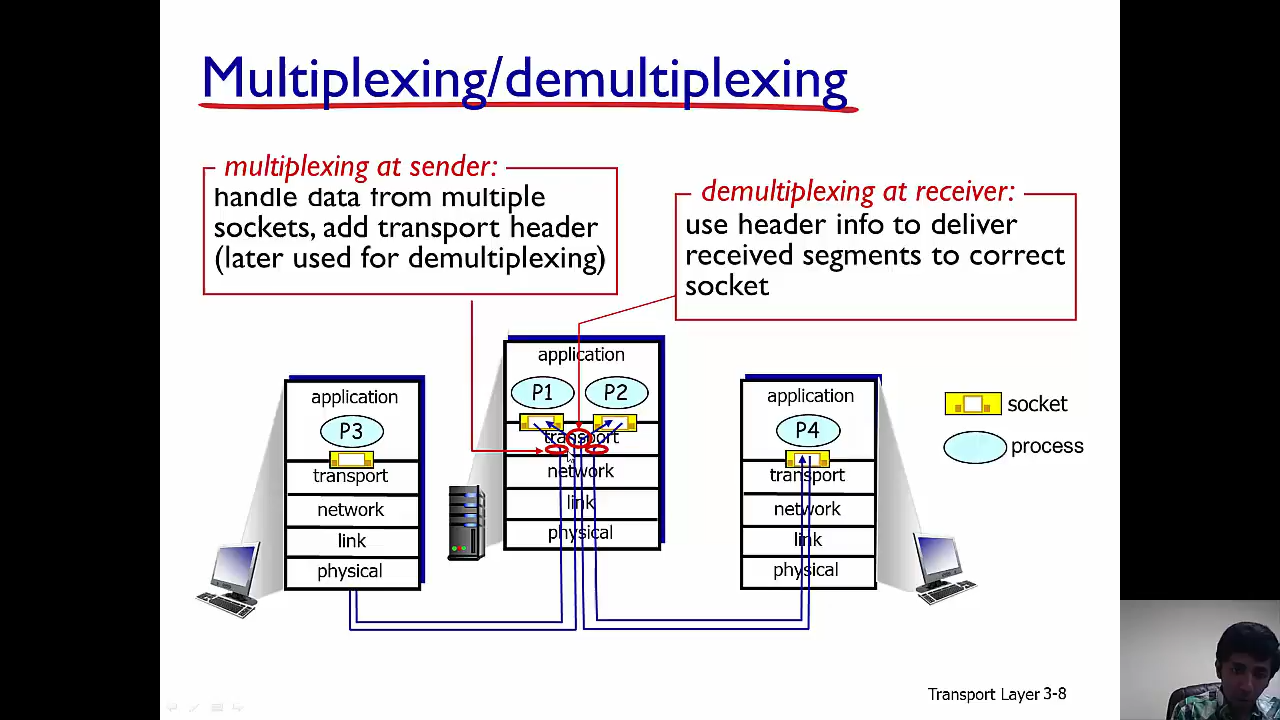 Multiplexing/demultiplexing
multiplexing at sender:
handle data from multiple
sockets, add transport header
(later used for demultiplexing)
demultiplexing at receiver:
use header info to deliver
received segments to correct
socket
application
P3
transport
network
link
physical
application
P1 P2
transport
network
link
physical
application
P4
transport
network
link
physical
socket
process
Transport Layer 3-8